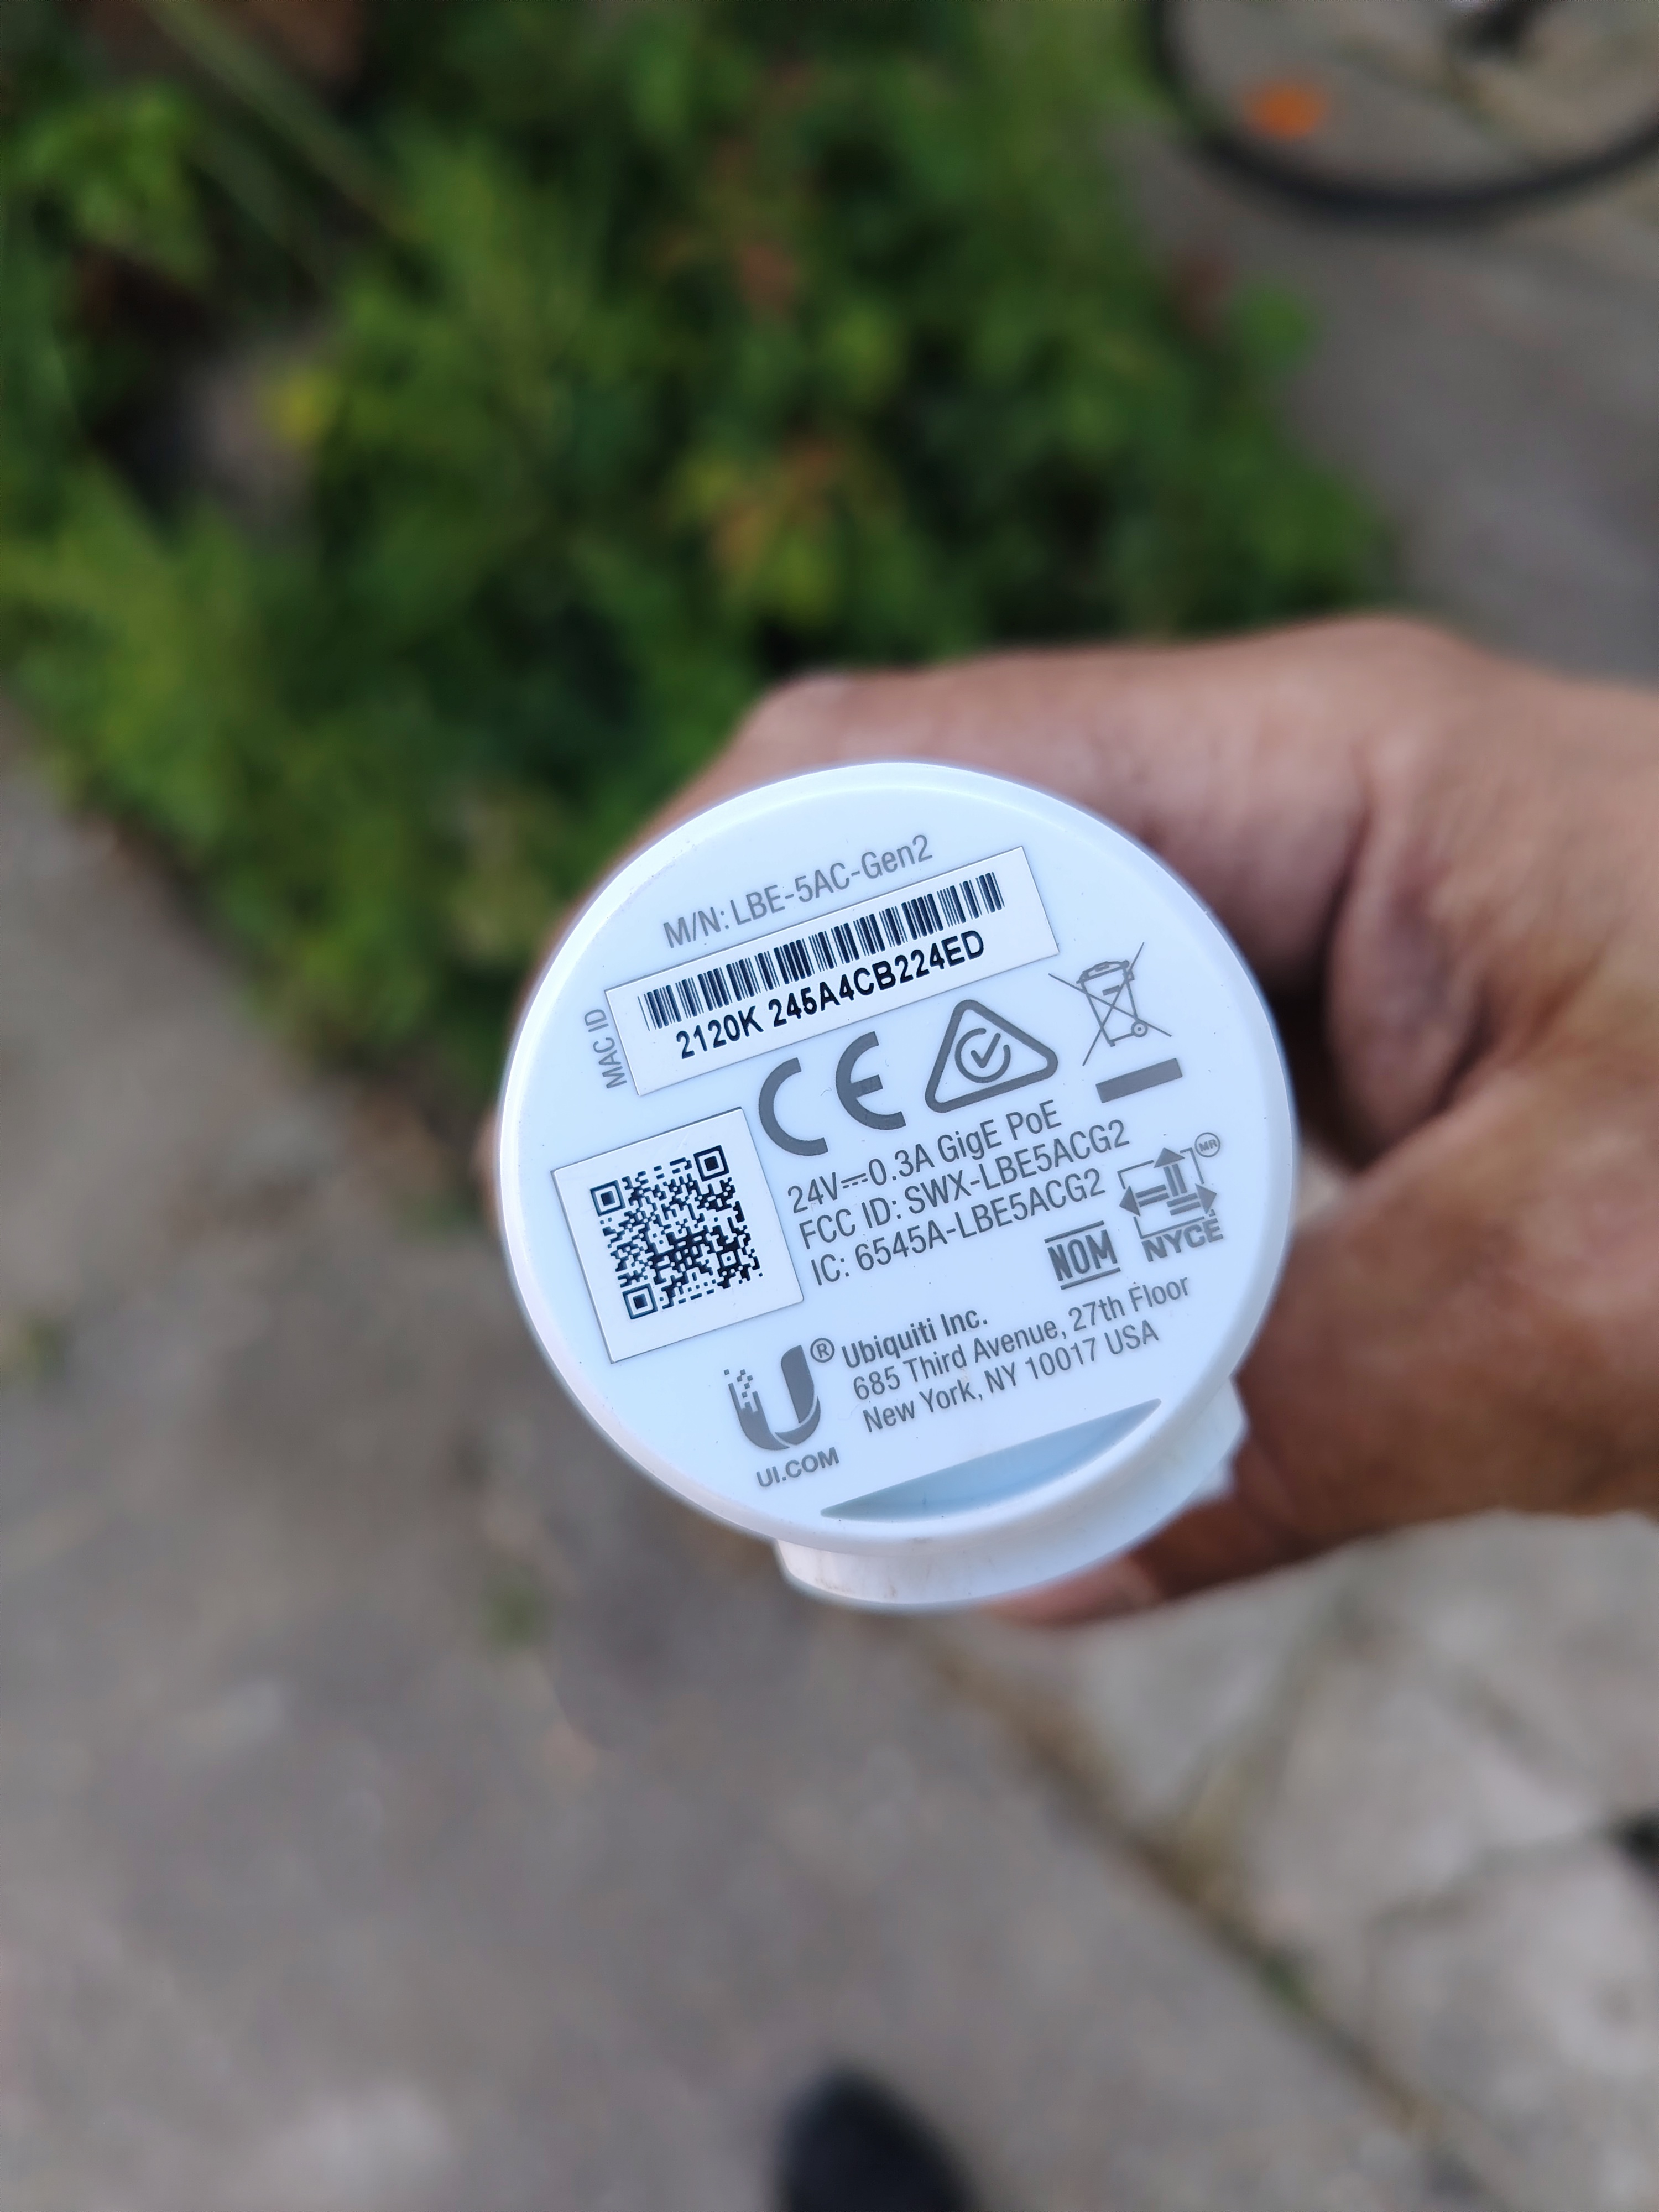 M/N: LBE-5AC-Gen2
MAC ID
2120K 245A4CB224ED
CE
24V⎓0.3A GigE PoE
FCC ID: SWX-LBE5ACG2
IC: 6545A-LBE5ACG2
NOM
MR
NYCE
U®
UI.COM
Ubiquiti Inc.
685 Third Avenue, 27th Floor
New York, NY 10017 USA